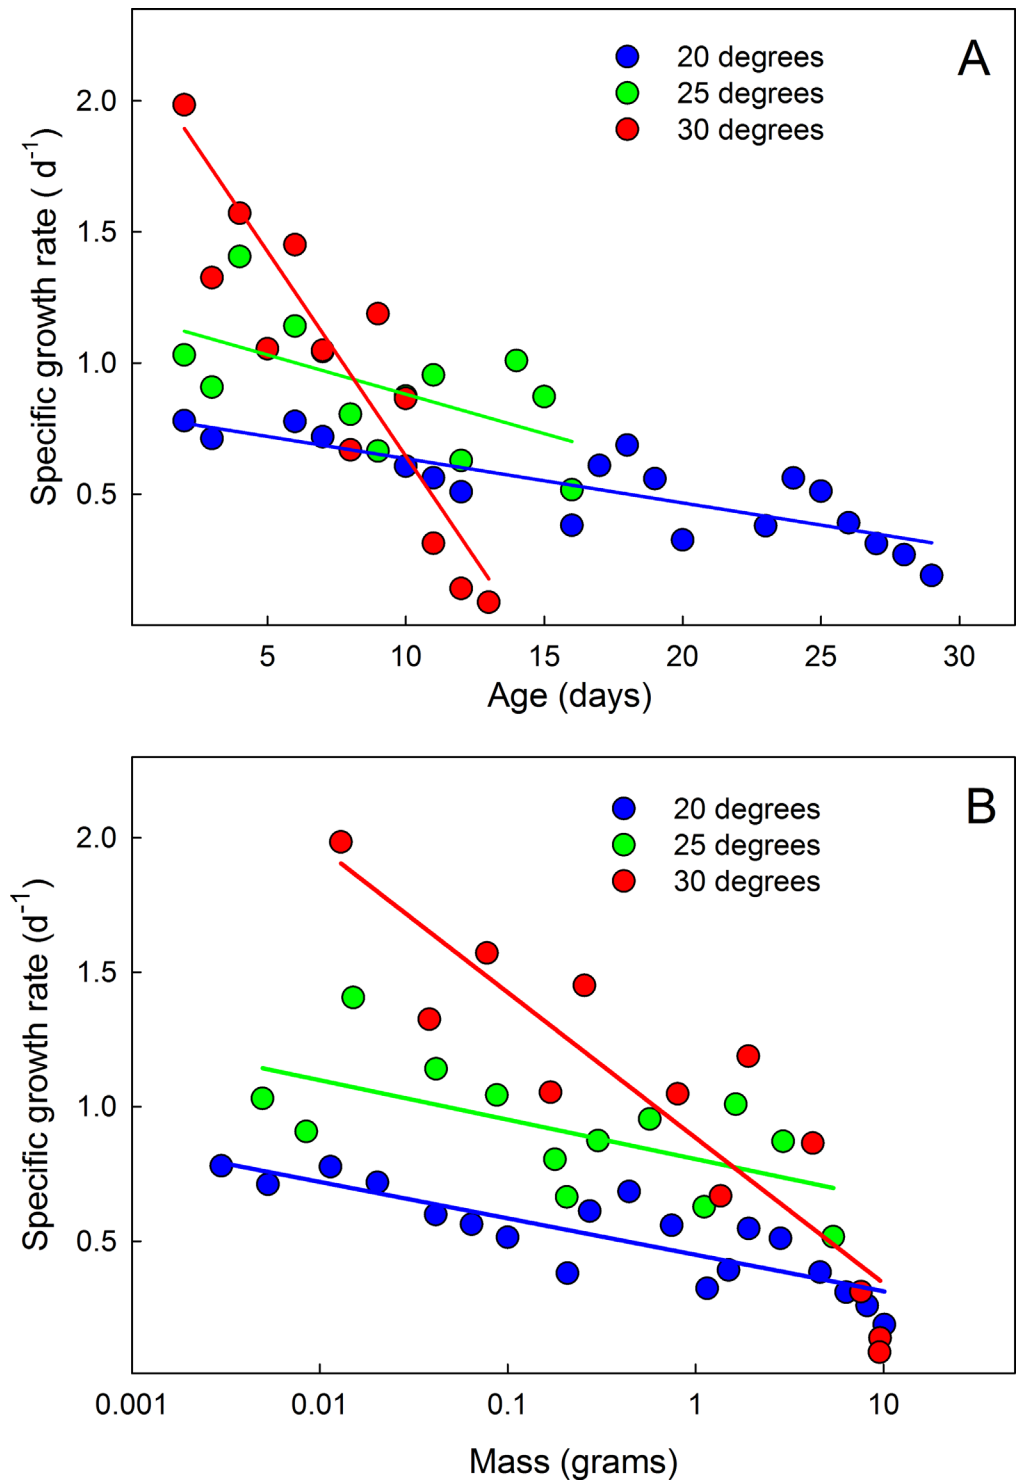 A
20 degrees
25 degrees
30 degrees
2.0
1.5
1.0
0.5
Specific growth rate ( d⁻¹)
5 10 15 20 25 30
Age (days)
B
20 degrees
25 degrees
30 degrees
2.0
1.5
1.0
0.5
Specific growth rate (d⁻¹)
0.001 0.01 0.1 1 10
Mass (grams)